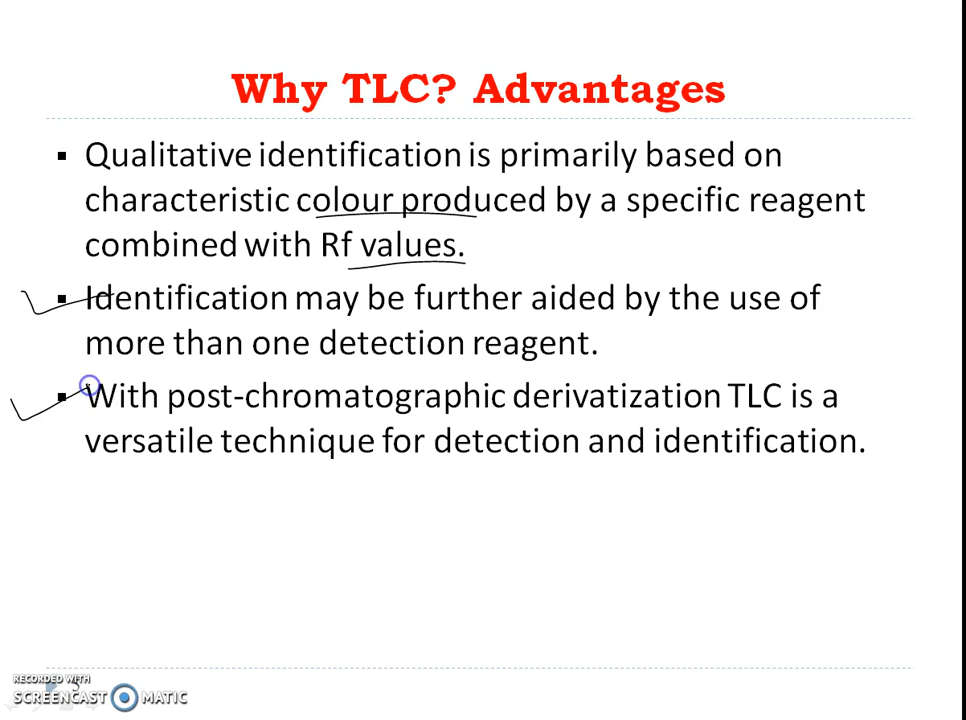 Why TLC? Advantages
▪ Qualitative identification is primarily based on
characteristic colour produced by a specific reagent
combined with Rf values.
▪ Identification may be further aided by the use of
more than one detection reagent.
▪ With post-chromatographic derivatization TLC is a
versatile technique for detection and identification.
RECORDED WITH
SCREENCAST MATIC